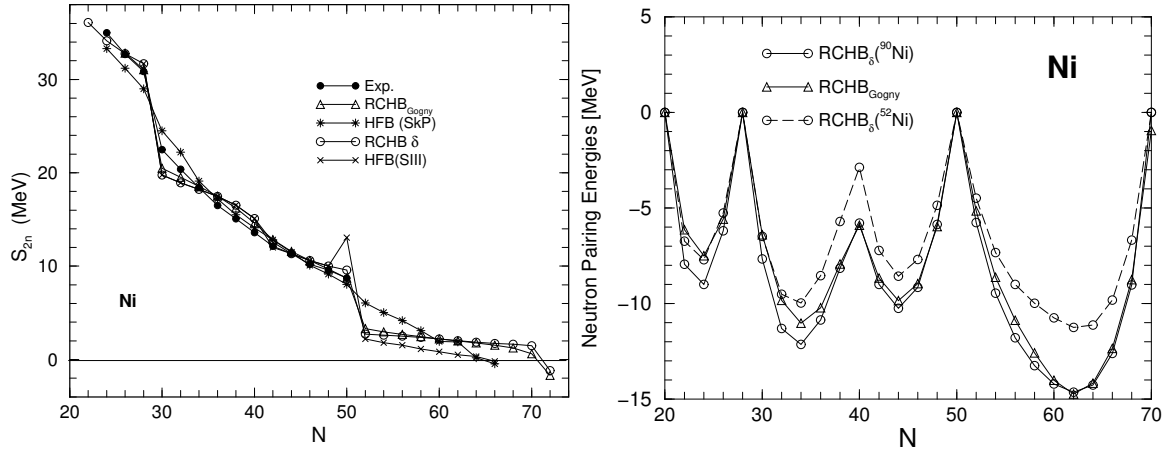 30
20
10
0
S2n (MeV)
Exp.
RCHBGogny
HFB (SkP)
RCHB δ
HFB(SIII)
Ni
20 30 40 50 60 70
N
5
0
−5
−10
−15
Neutron Pairing Energies [MeV]
RCHBδ(90Ni)
RCHBGogny
RCHBδ(52Ni)
Ni
20 30 40 50 60 70
N